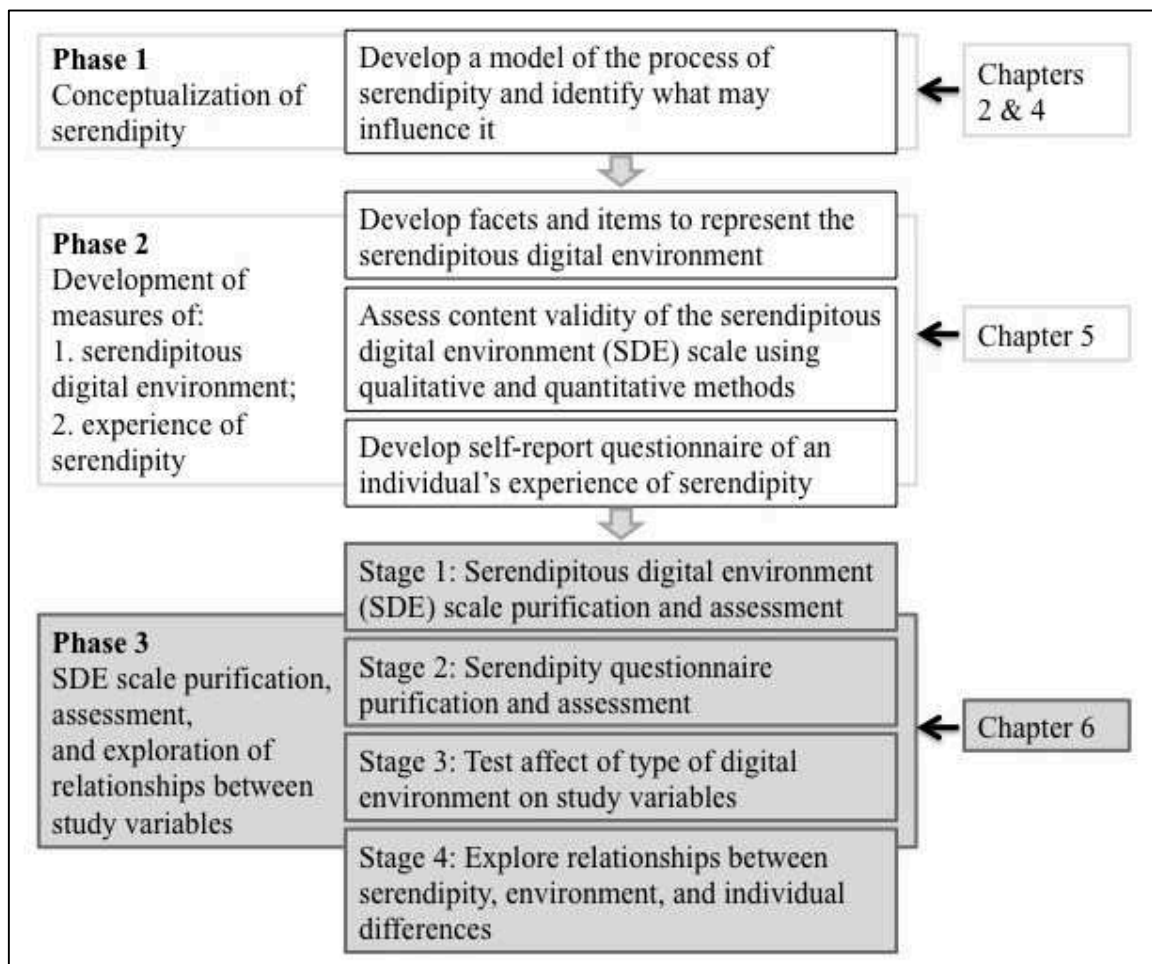 Phase 1
Conceptualization of
serendipity
Develop a model of the process of
serendipity and identify what may
influence it
Chapters
2 & 4
Phase 2
Development of
measures of:
1. serendipitous
digital environment;
2. experience of
serendipity
Develop facets and items to represent the
serendipitous digital environment
Assess content validity of the serendipitous
digital environment (SDE) scale using
qualitative and quantitative methods
Develop self-report questionnaire of an
individual's experience of serendipity
Chapter 5
Phase 3
SDE scale purification,
assessment,
and exploration of
relationships between
study variables
Stage 1: Serendipitous digital environment
(SDE) scale purification and assessment
Stage 2: Serendipity questionnaire
purification and assessment
Stage 3: Test affect of type of digital
environment on study variables
Stage 4: Explore relationships between
serendipity, environment, and individual
differences
Chapter 6